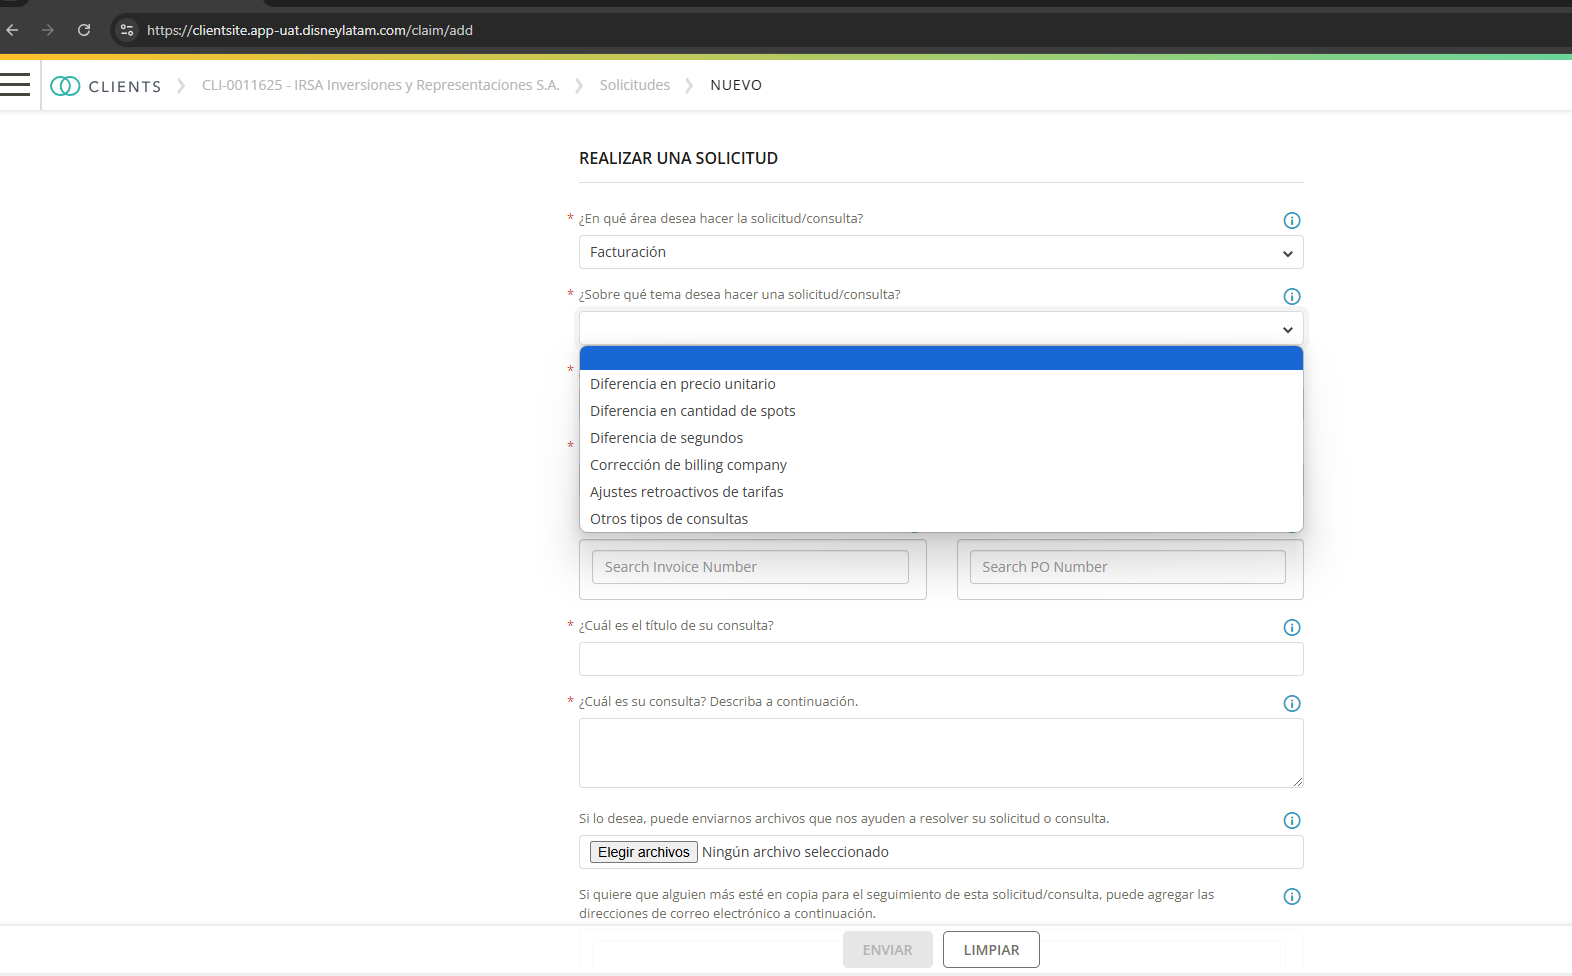 https://clientsite.app-uat.disneylatam.com/claim/add
CLIENTS CLI-0011625 - IRSA Inversiones y Representaciones S.A. Solicitudes NUEVO
REALIZAR UNA SOLICITUD
* ¿En qué área desea hacer la solicitud/consulta?
Facturación
* ¿Sobre qué tema desea hacer una solicitud/consulta?
*
Diferencia en precio unitario
Diferencia en cantidad de spots
* Diferencia de segundos
Corrección de billing company
Ajustes retroactivos de tarifas
Otros tipos de consultas
Search Invoice Number Search PO Number
* ¿Cuál es el título de su consulta?
* ¿Cuál es su consulta? Describa a continuación.
Si lo desea, puede enviarnos archivos que nos ayuden a resolver su solicitud o consulta.
Elegir archivos Ningún archivo seleccionado
Si quiere que alguien más esté en copia para el seguimiento de esta solicitud/consulta, puede agregar las
direcciones de correo electrónico a continuación.
ENVIAR LIMPIAR